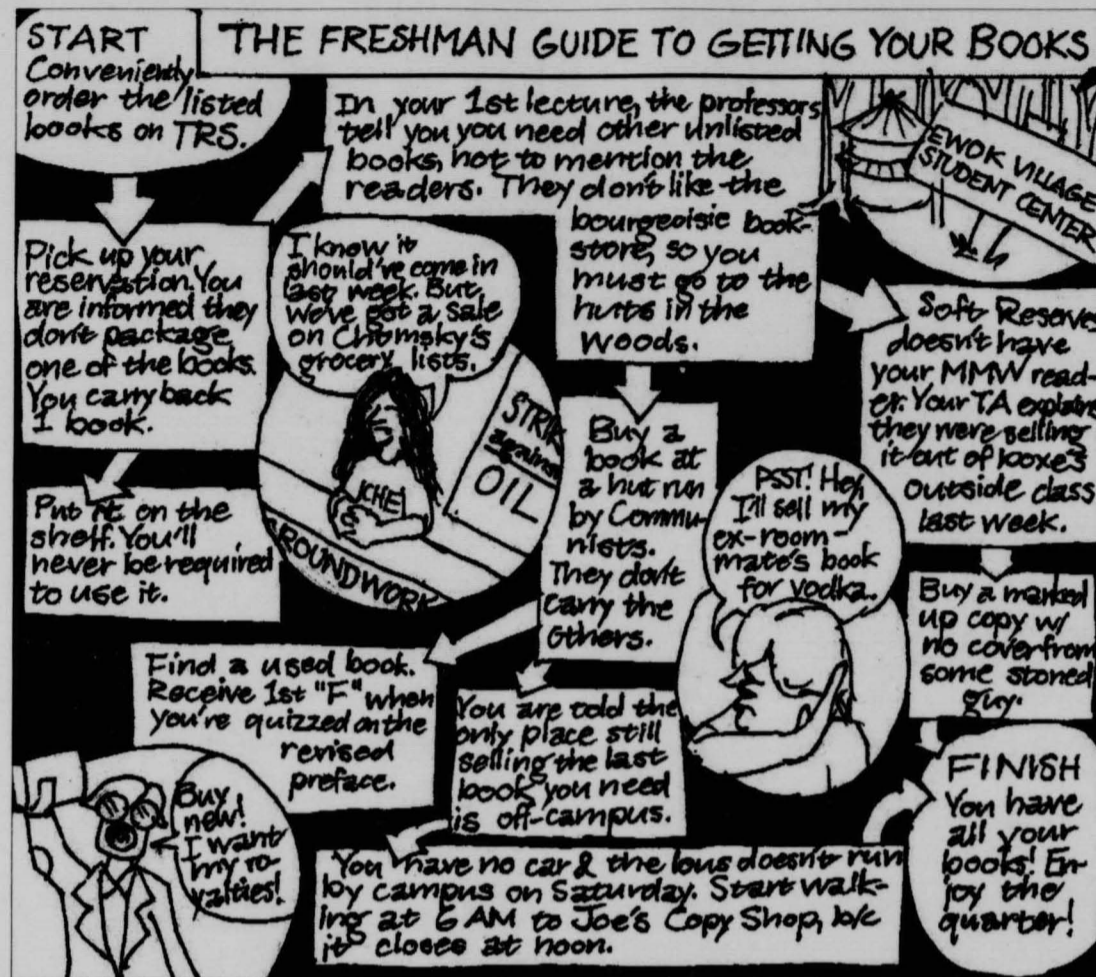 THE FRESHMAN GUIDE TO GETTING YOUR BOOKS
START
Conveniently
order the listed
books on TRS.
Pick up your
reservation. You
are informed they
don't package
one of the books.
You carry back
1 book.
Put it on the
shelf. You'll
never be required
to use it.
In your 1st lecture, the professors
tell you you need other unlisted
books, not to mention the
readers. They don't like the
bourgeoisie book-
store, so you
must go to the
huts in the
woods.
EWOK VILLAGE
STUDENT CENTER
I know it
should've come in
last week. But
we've got a sale
on Chomsky's
grocery lists.
CHE
STRIK
against
OIL
GROUNDWORK
Buy a
book at
a hut run
by Commu-
nists.
They don't
carry the
others.
Soft Reserves
doesn't have
your MMW read-
er. Your TA explains
they were selling
it out of boxes
outside class
last week.
PSST! Hey,
I'll sell my
ex-room-
mate's book
for vodka.
Buy a marked
up copy w/
no cover from
some stoned
guy.
Find a used book.
Receive 1st "F" when
you're quizzed on the
revised
preface.
Buy
new!
I want
my ro-
yalties!
You are told the
only place still
selling the last
book you need
is off-campus.
You have no car & the bus doesn't run
by campus on Saturday. Start walk-
ing at 6 AM to Joe's Copy Shop, b/c
it closes at noon.
FINISH
You have
all your
books! En-
joy the
quarter!